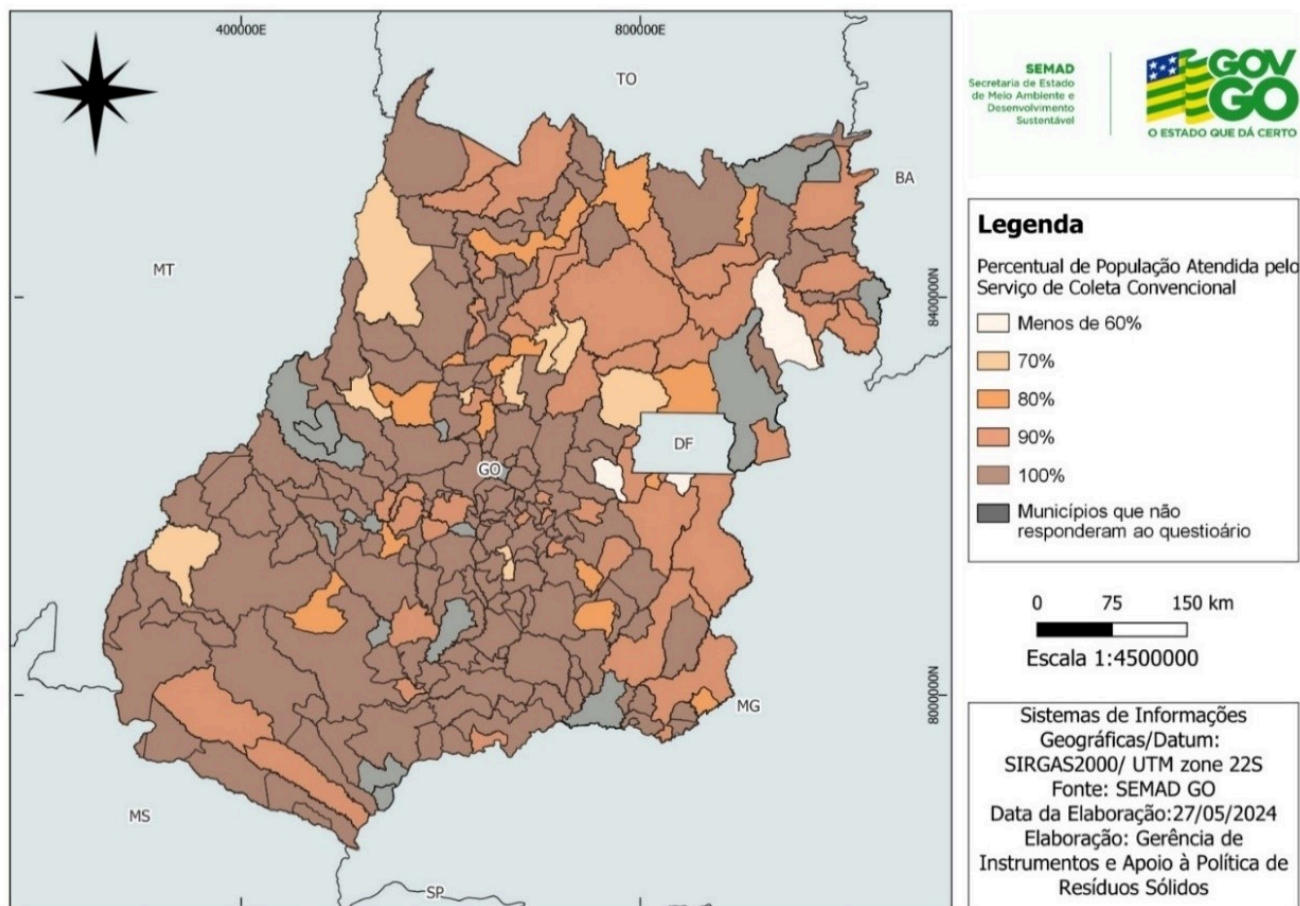 400000E
800000E
TO
BA
MT
8400000N
DF
GO
8000000N
MG
MS
SP
SEMAD
Secretaria de Estado
de Meio Ambiente e
Desenvolvimento
Sustentável
GOV
GO
O ESTADO QUE DÁ CERTO
Legenda
Percentual de População Atendida pelo
Serviço de Coleta Convencional
Menos de 60%
70%
80%
90%
100%
Municípios que não
responderam ao questioário
0 75 150 km
Escala 1:4500000
Sistemas de Informações
Geográficas/Datum:
SIRGAS2000/ UTM zone 22S
Fonte: SEMAD GO
Data da Elaboração:27/05/2024
Elaboração: Gerência de
Instrumentos e Apoio à Política de
Resíduos Sólidos